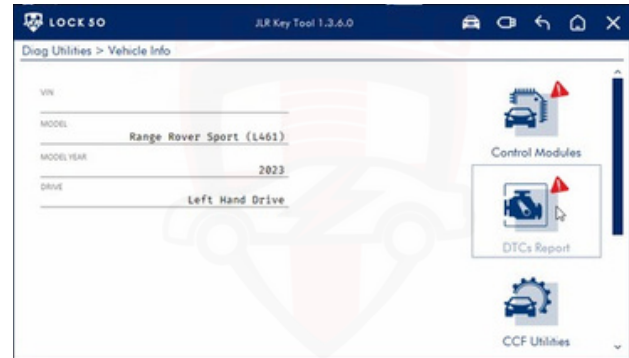 LOCK 50
JLR Key Tool 1.3.6.0
Diag Utilities > Vehicle Info
VIN
MODEL
Range Rover Sport (L461)
MODEL YEAR
2023
DRIVE
Left Hand Drive
Control Modules
DTCs Report
CCF Utilities